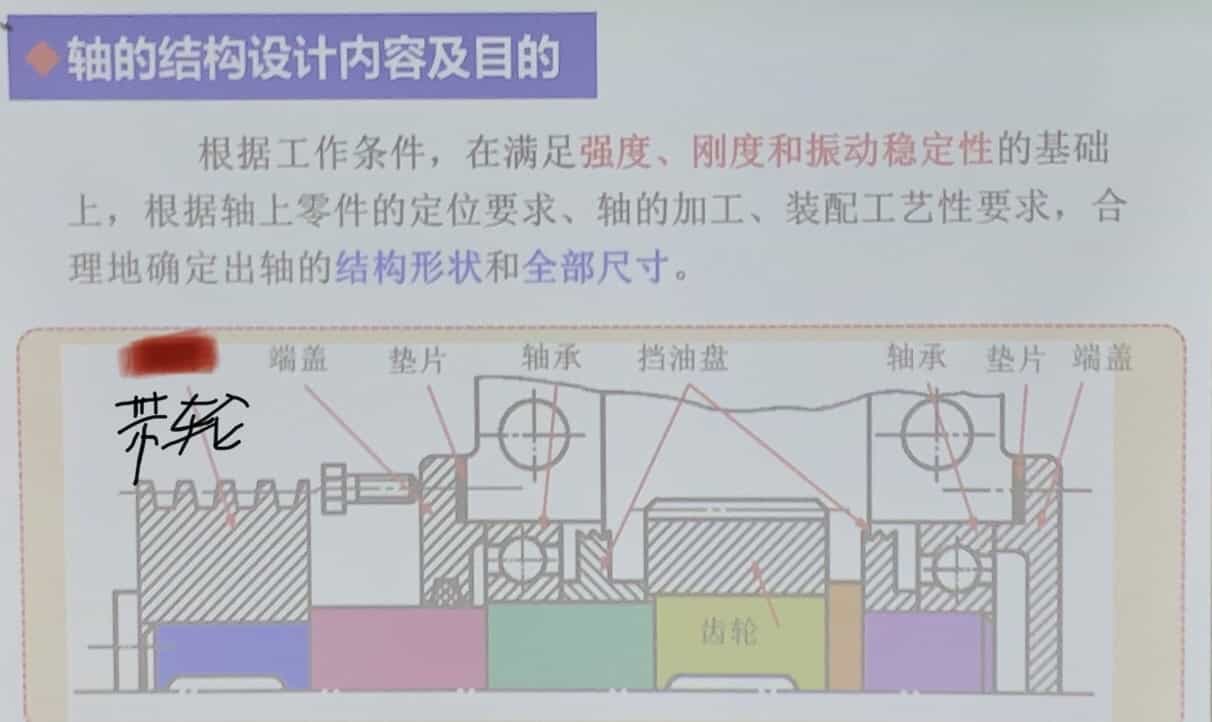 轴的结构设计内容及目的
根据工作条件，在满足强度、刚度和振动稳定性的基础
上，根据轴上零件的定位要求、轴的加工、装配工艺性要求，合
理地确定出轴的结构形状和全部尺寸。
端盖 垫片 轴承 挡油盘 轴承 垫片 端盖
带轮
齿轮